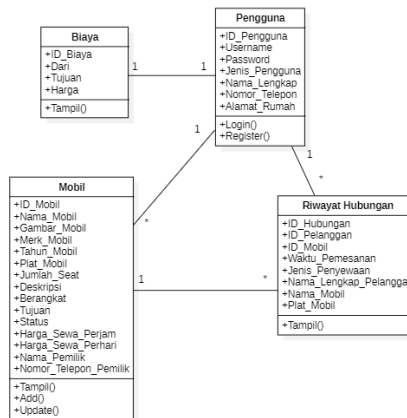 Pengguna
+ID_Pengguna
+Username
+Password
+Jenis_Pengguna
+Nama_Lengkap
+Nomor_Telepon
+Alamat_Rumah
+Login()
+Register()
Biaya
+ID_Biaya
+Dari
+Tujuan
+Harga
+Tampil()
1
1
1
*
1
*
Mobil
+ID_Mobil
+Nama_Mobil
+Gambar_Mobil
+Merk_Mobil
+Tahun_Mobil
+Plat_Mobil
+Jumlah_Seat
+Deskripsi
+Berangkat
+Tujuan
+Status
+Harga_Sewa_Perjam
+Harga_Sewa_Perhari
+Nama_Pemilik
+Nomor_Telepon_Pemilik
+Tampil()
+Add()
+Update()
1
*
Riwayat Hubungan
+ID_Hubungan
+ID_Pelanggan
+ID_Mobil
+Waktu_Pemesanan
+Jenis_Penyewaan
+Nama_Lengkap_Pelangga
+Nama_Mobil
+Plat_Mobil
+Tampil()